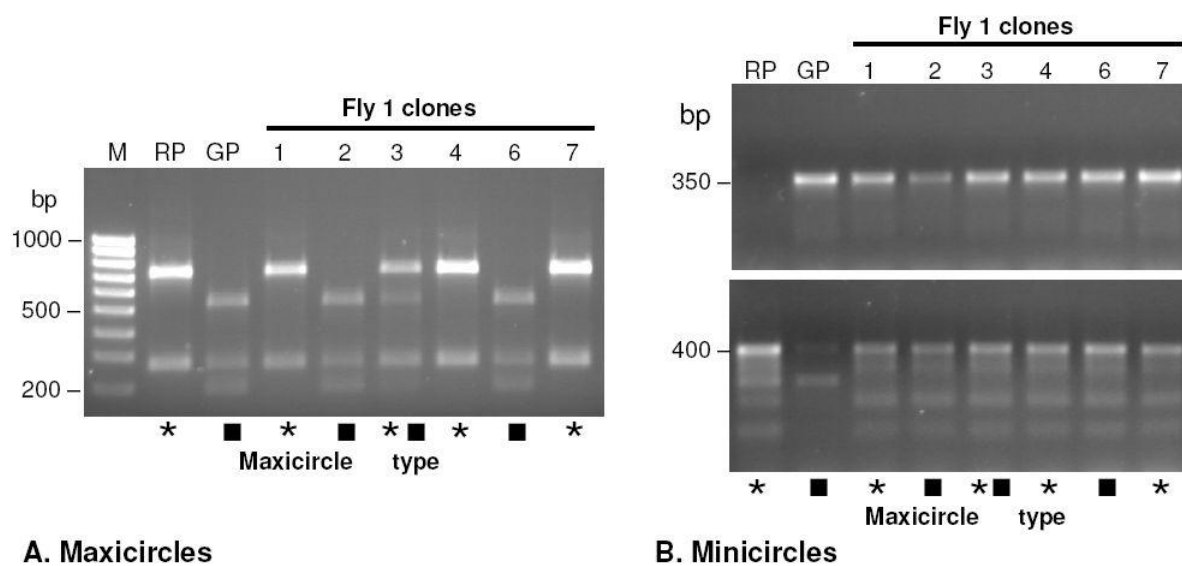 Fly 1 clones
M RP GP 1 2 3 4 6 7
bp
1000
500
200
* ■ * ■ * ■ * ■ *
Maxicircle type
A. Maxicircles
Fly 1 clones
RP GP 1 2 3 4 6 7
bp
350
400
* ■ * ■ * ■ * ■ *
Maxicircle type
B. Minicircles